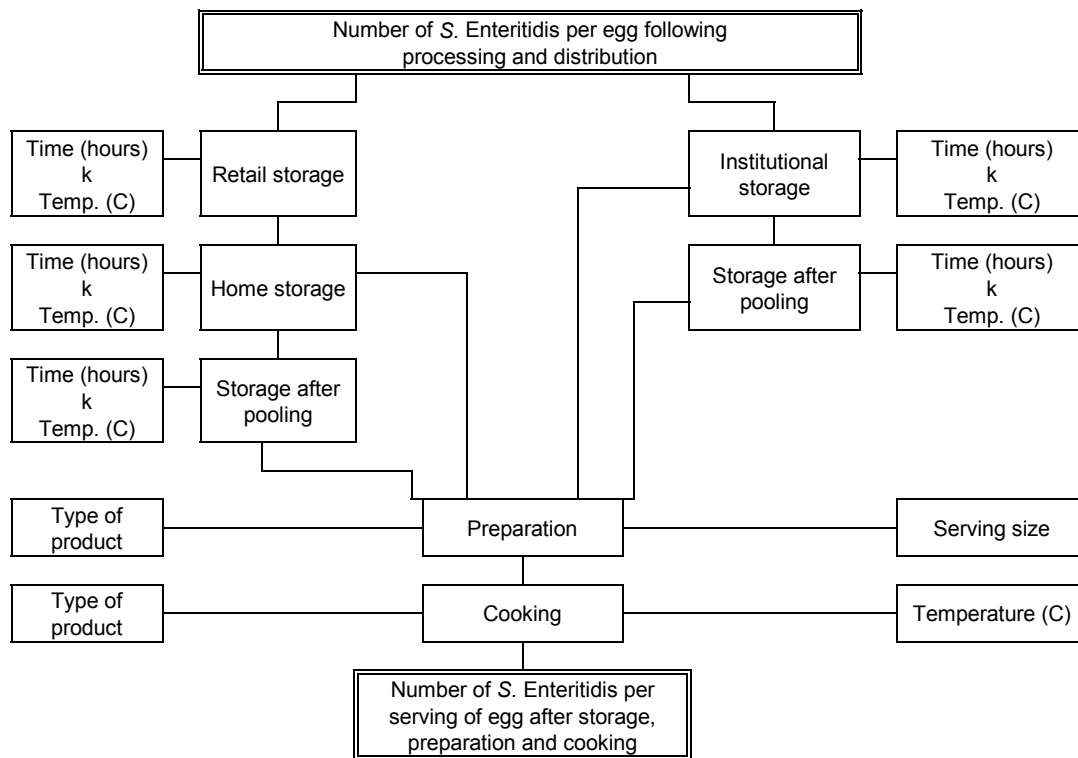 Number of S. Enteritidis per egg following
processing and distribution
Time (hours)
k
Temp. (C)
Retail storage
Institutional
storage
Time (hours)
k
Temp. (C)
Time (hours)
k
Temp. (C)
Home storage
Storage after
pooling
Time (hours)
k
Temp. (C)
Time (hours)
k
Temp. (C)
Storage after
pooling
Type of
product
Preparation
Serving size
Type of
product
Cooking
Temperature (C)
Number of S. Enteritidis per
serving of egg after storage,
preparation and cooking